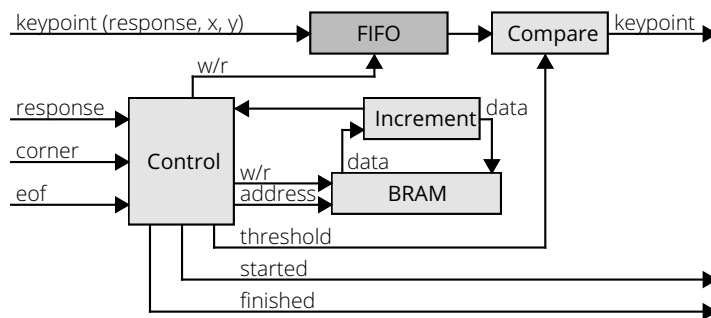 keypoint (response, x, y)
FIFO
Compare
keypoint
w/r
response
Increment
data
corner
Control
data
w/r
eof
address
BRAM
threshold
started
finished